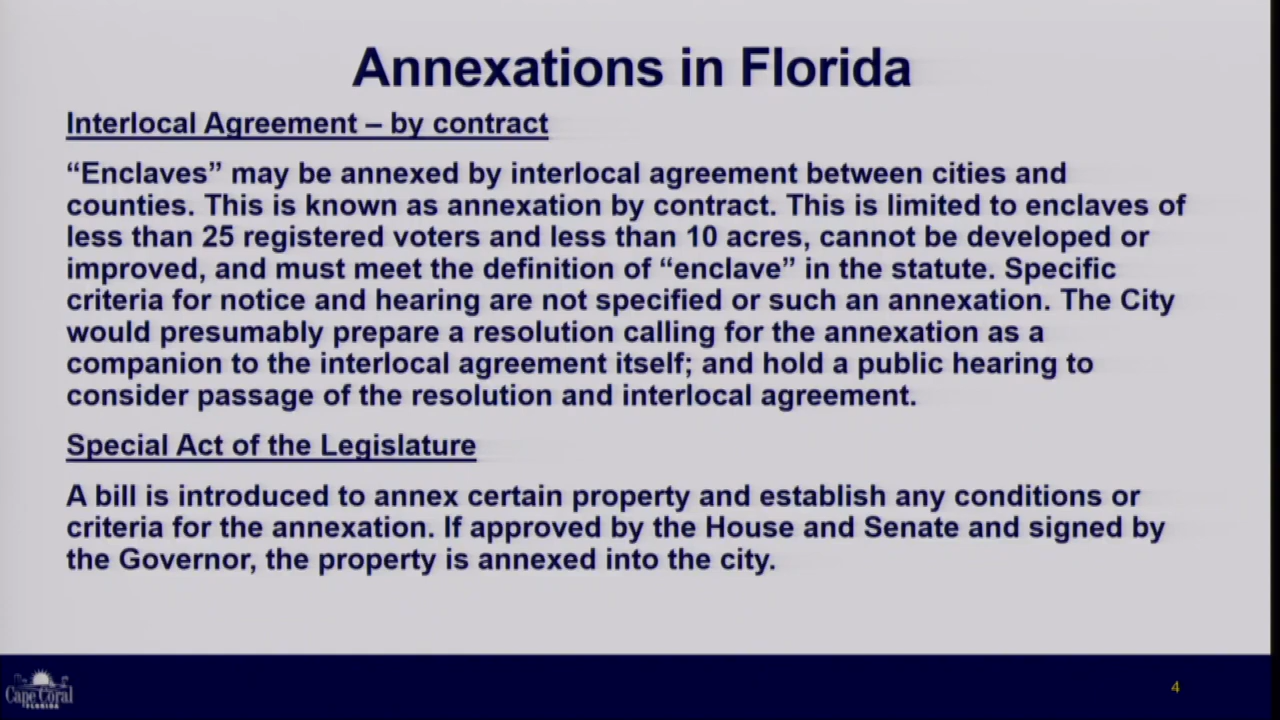 Annexations in Florida
Interlocal Agreement – by contract
“Enclaves” may be annexed by interlocal agreement between cities and
counties. This is known as annexation by contract. This is limited to enclaves of
less than 25 registered voters and less than 10 acres, cannot be developed or
improved, and must meet the definition of “enclave” in the statute. Specific
criteria for notice and hearing are not specified or such an annexation. The City
would presumably prepare a resolution calling for the annexation as a
companion to the interlocal agreement itself; and hold a public hearing to
consider passage of the resolution and interlocal agreement.
Special Act of the Legislature
A bill is introduced to annex certain property and establish any conditions or
criteria for the annexation. If approved by the House and Senate and signed by
the Governor, the property is annexed into the city.
Cape Coral
FLORIDA
4